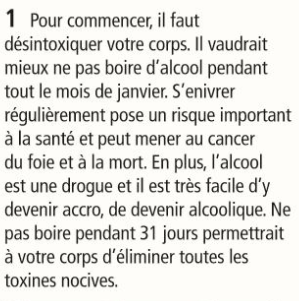 1 Pour commencer, il faut
désintoxiquer votre corps. Il vaudrait
mieux ne pas boire d’alcool pendant
tout le mois de janvier. S’enivrer
régulièrement pose un risque important
à la santé et peut mener au cancer
du foie et à la mort. En plus, l’alcool
est une drogue et il est très facile d’y
devenir accro, de devenir alcoolique. Ne
pas boire pendant 31 jours permettrait
à votre corps d’éliminer toutes les
toxines nocives.